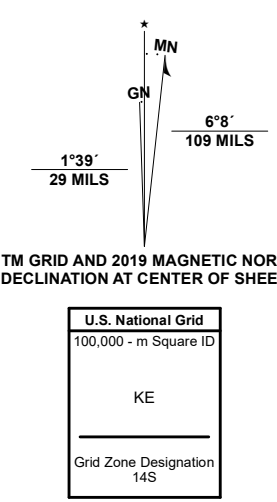 ★
MN
GN
6°8´
109 MILS
1°39´
29 MILS
TM GRID AND 2019 MAGNETIC NOR
DECLINATION AT CENTER OF SHEE
U.S. National Grid
100,000 - m Square ID
KE
Grid Zone Designation
14S